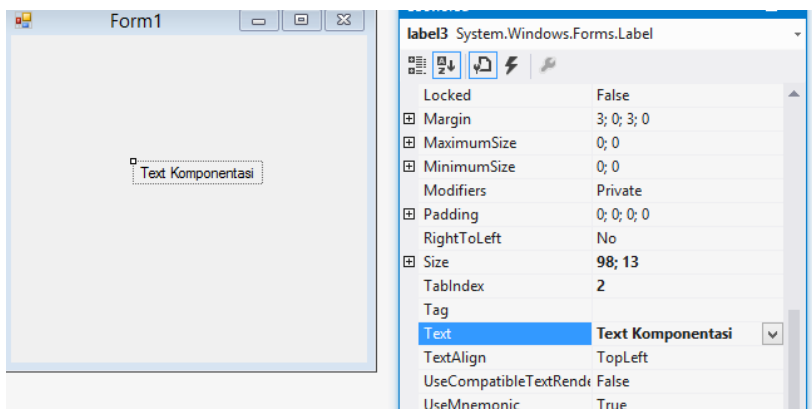 Form1
Text Komponentasi
label3 System.Windows.Forms.Label
Locked False
Margin 3; 0; 3; 0
MaximumSize 0; 0
MinimumSize 0; 0
Modifiers Private
Padding 0; 0; 0; 0
RightToLeft No
Size 98; 13
TabIndex 2
Tag
Text Text Komponentasi
TextAlign TopLeft
UseCompatibleTextRende False
UseMnemonic True